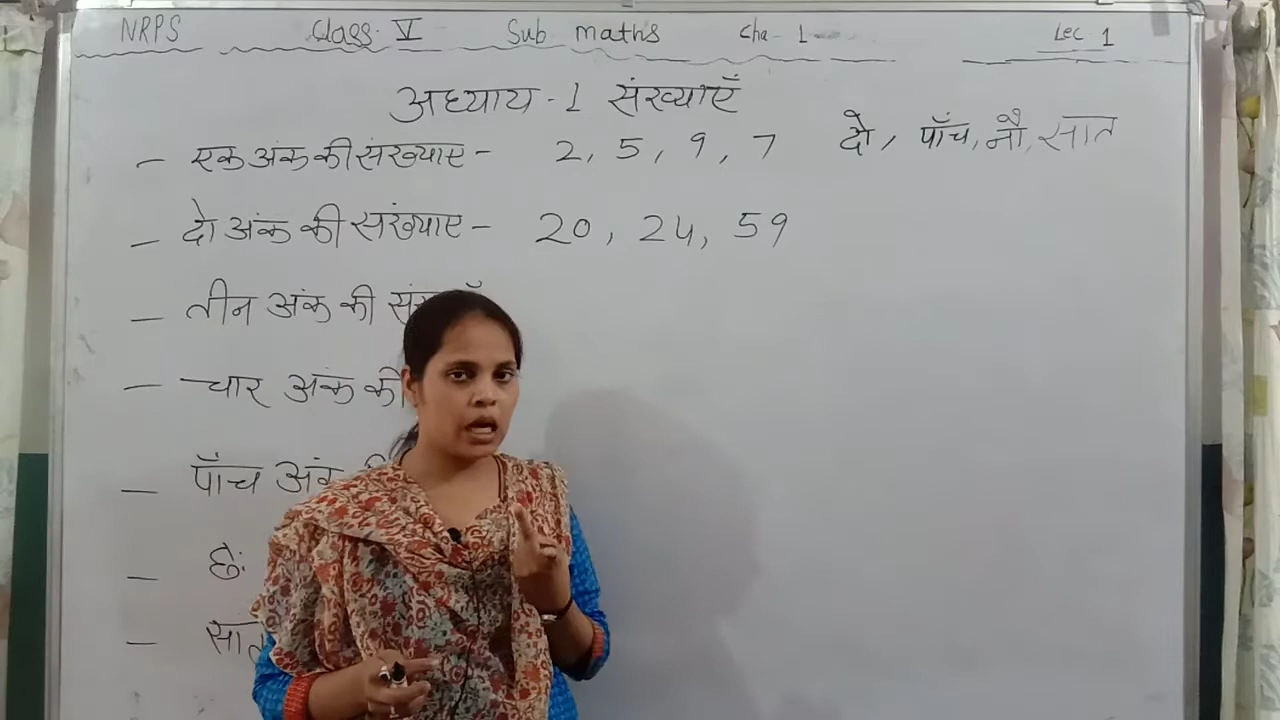 NRPS Class V Sub maths Cha- 1 Lec 1
अध्याय - 1 संख्याएँ
- एक अंक की संख्याए - 2, 5, 9, 7 दो, पाँच, नौ, सात
- दो अंक की संख्याए - 20, 24, 59
- तीन अंक की
- चार अंक की
- पाँच
- छः
-